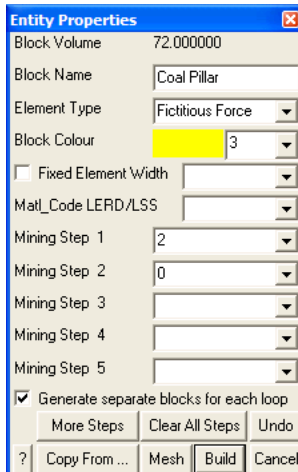 Entity Properties
Block Volume 72.000000
Block Name Coal Pillar
Element Type Fictitious Force
Block Colour 3
Fixed Element Width
Matl_Code LERD/LSS
Mining Step 1 2
Mining Step 2 0
Mining Step 3
Mining Step 4
Mining Step 5
Generate separate blocks for each loop
More Steps Clear All Steps Undo
? Copy From ... Mesh Build Cancel